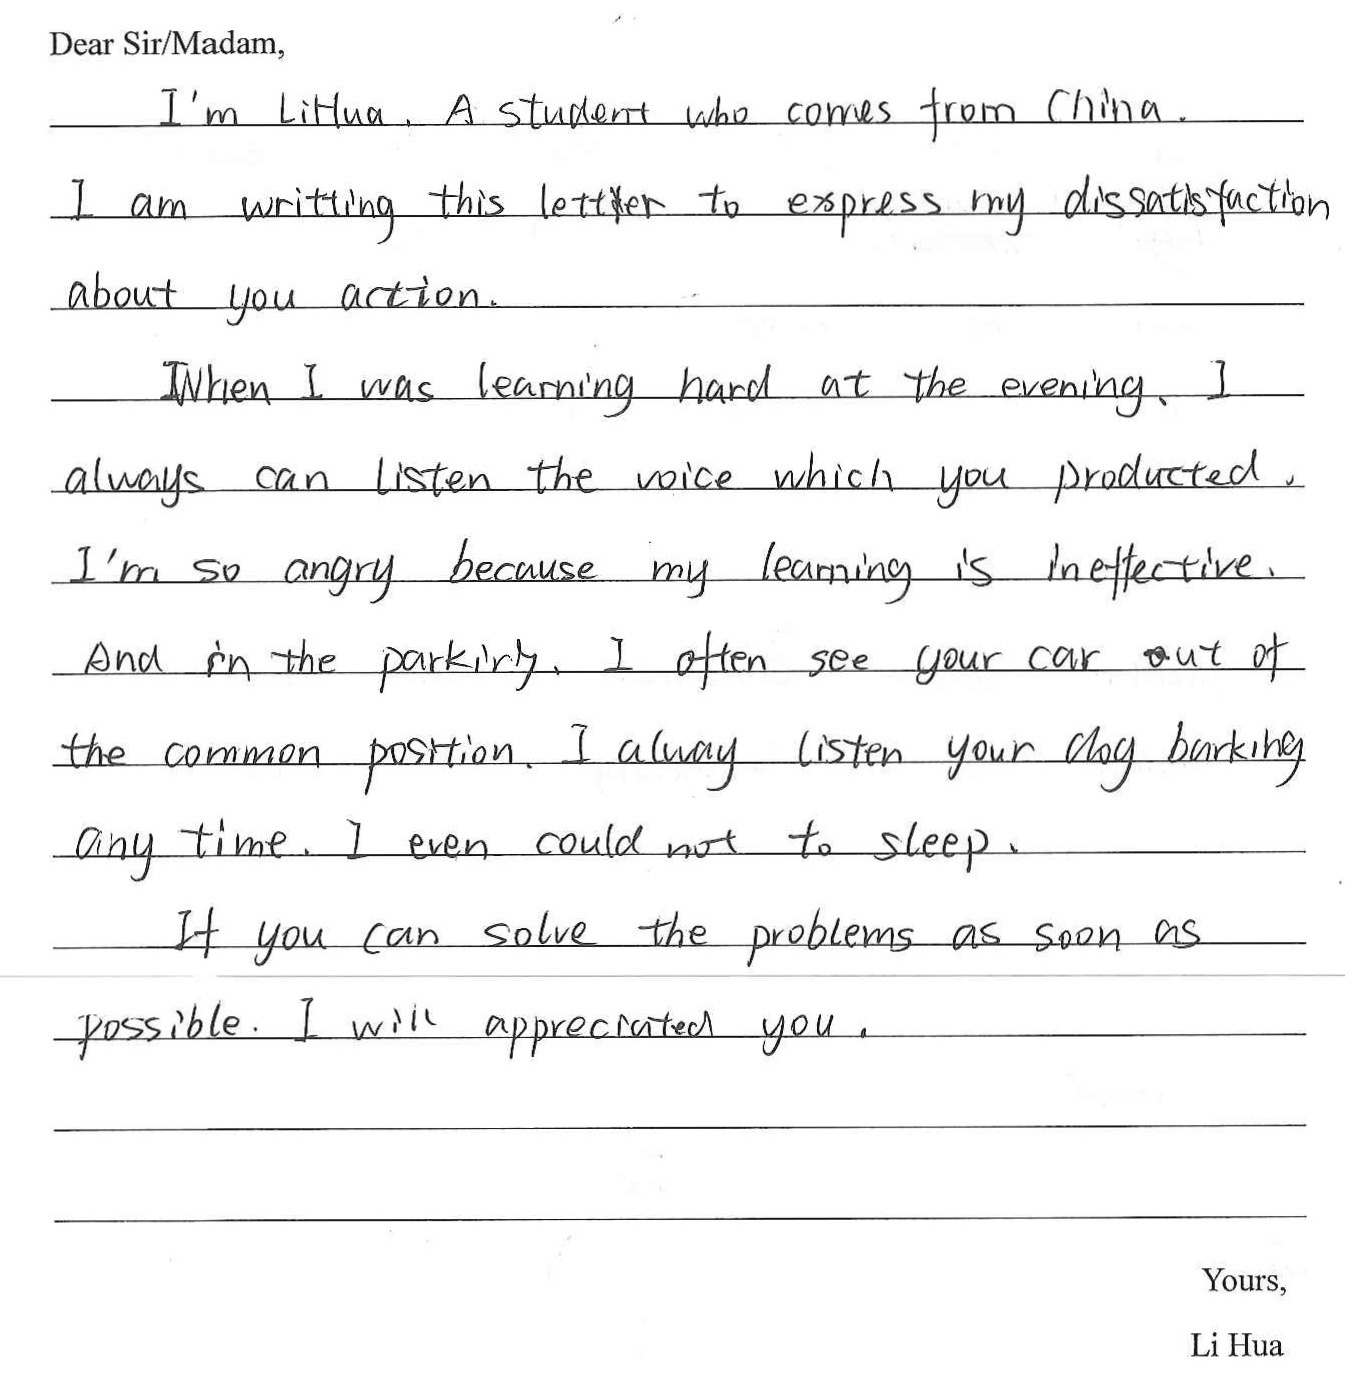 Dear Sir/Madam,
I'm LiHua. A student who comes from China.
I am writting this letter to express my dissatisfaction
about you action.
When I was learning hard at the evening, I
always can listen the voice which you producted.
I'm so angry because my learning is ineffective.
And in the parking, I often see your car out of
the common position. I alway listen your dog barking
any time. I even could not to sleep.
If you can solve the problems as soon as
possible. I will appreciated you.
Yours,
Li Hua